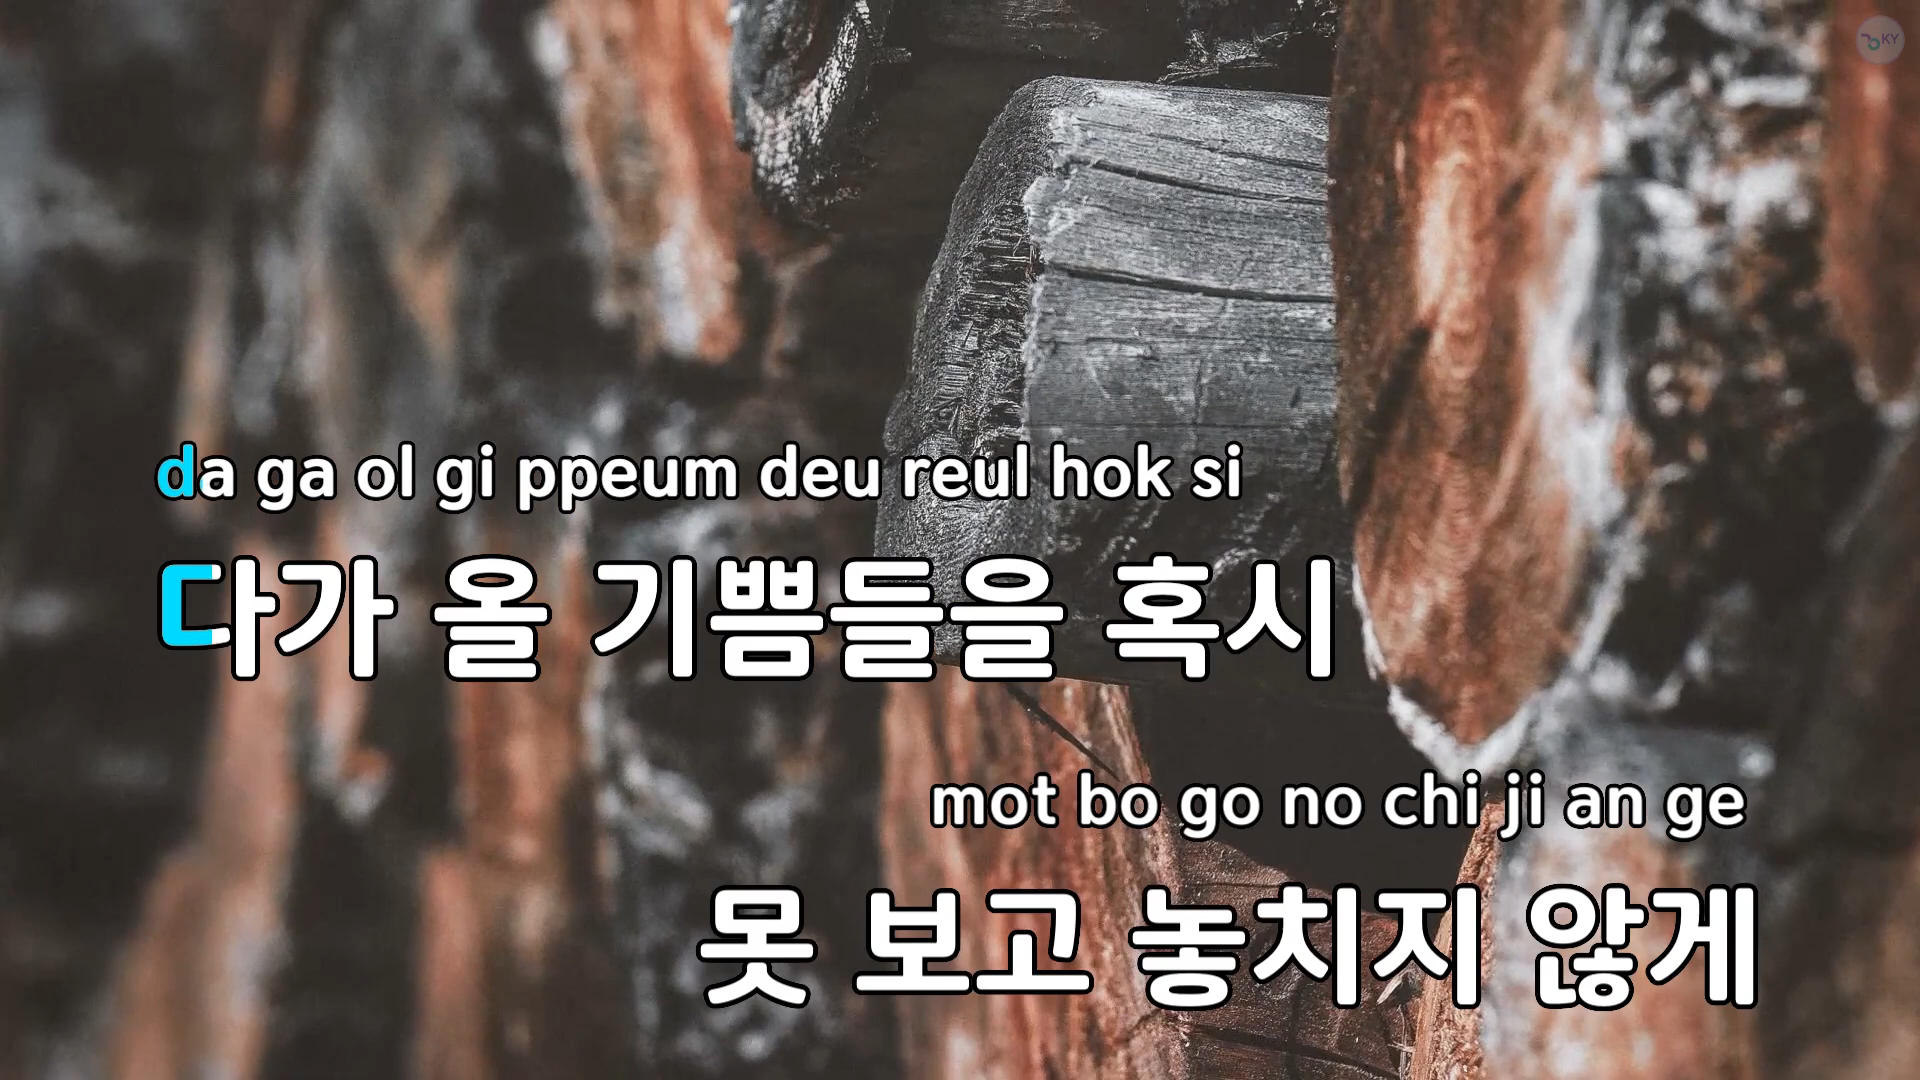 KY
da ga ol gi ppeum deu reul hok si
다가 올 기쁨들을 혹시
mot bo go no chi ji an ge
못 보고 놓치지 않게